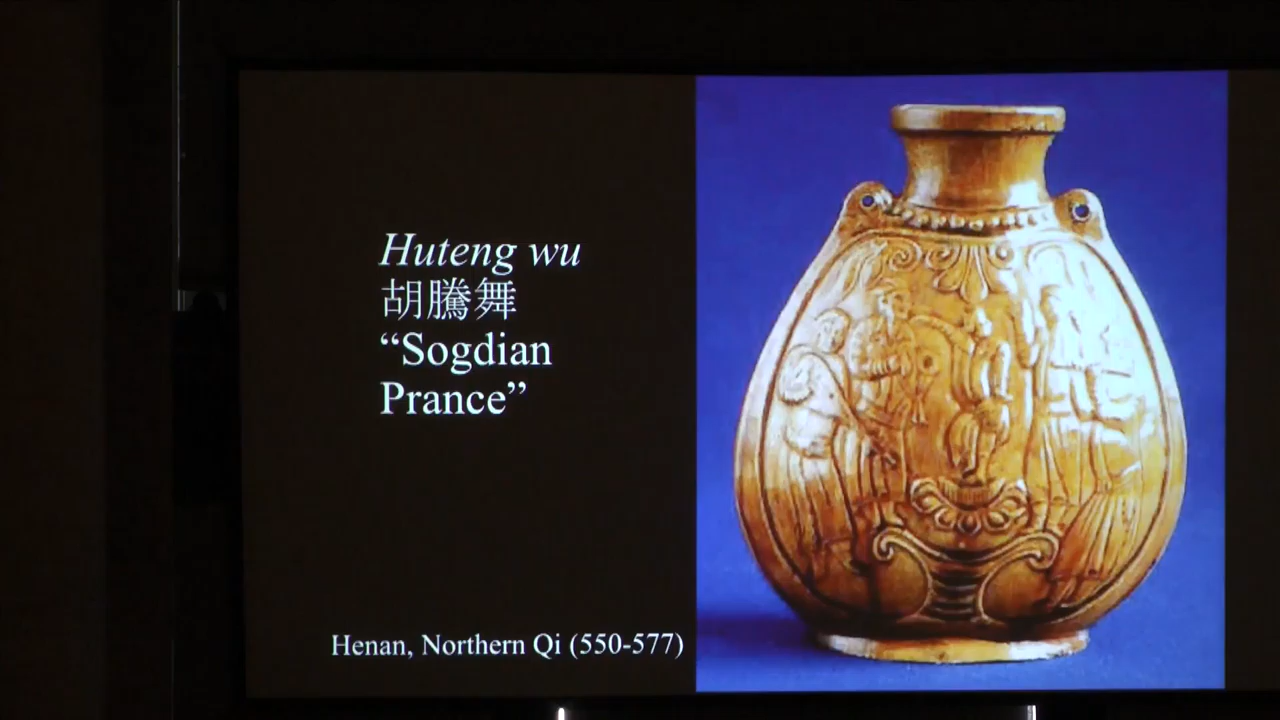 Huteng wu
胡騰舞
“Sogdian
Prance”
Henan, Northern Qi (550-577)